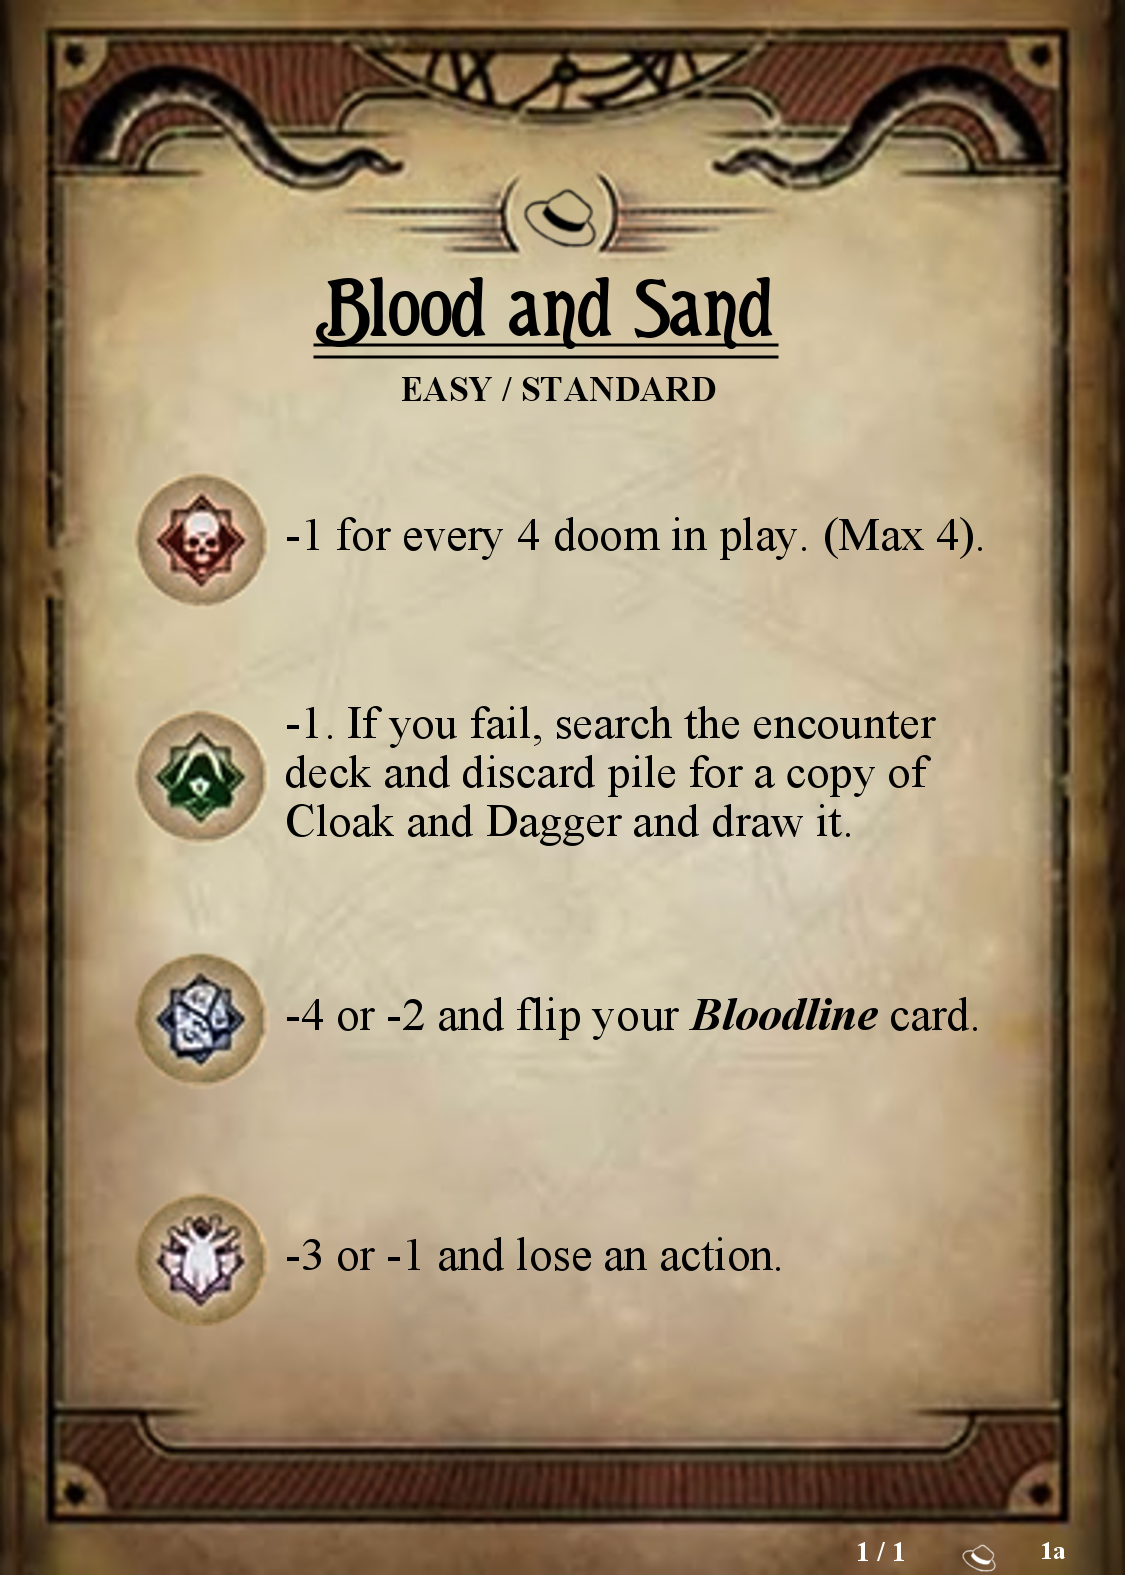 Blood and Sand
EASY / STANDARD
-1 for every 4 doom in play. (Max 4).
-1. If you fail, search the encounter
deck and discard pile for a copy of
Cloak and Dagger and draw it.
-4 or -2 and flip your Bloodline card.
-3 or -1 and lose an action.
1 / 1 1a